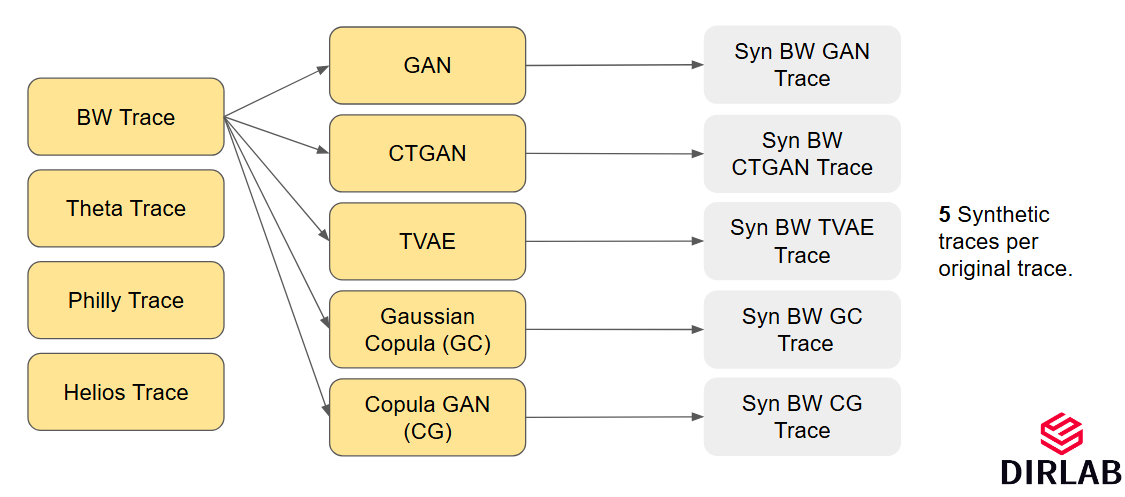 BW Trace
Theta Trace
Philly Trace
Helios Trace
GAN
CTGAN
TVAE
Gaussian
Copula (GC)
Copula GAN
(CG)
Syn BW GAN
Trace
Syn BW
CTGAN Trace
Syn BW TVAE
Trace
Syn BW GC
Trace
Syn BW CG
Trace
5 Synthetic
traces per
original trace.
DIRLAB